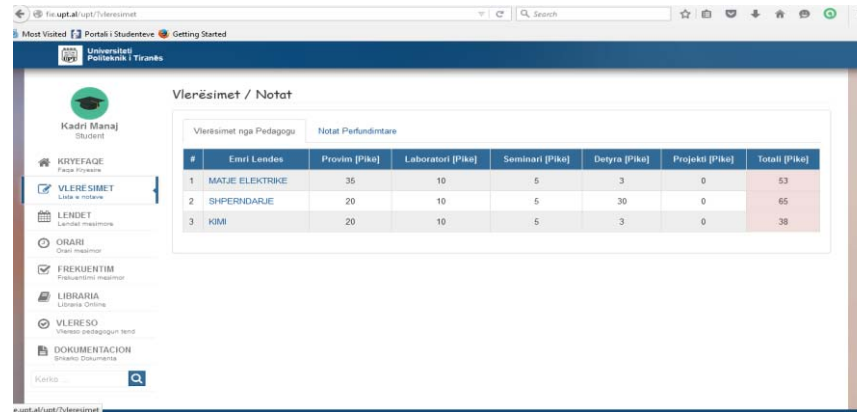 fie.upt.al/upt/?vleresimet
Search
Most Visited Portali i Studenteve Getting Started
Universiteti
Politeknik i Tiranës
Kadri Manaj
Student
KRYEFAQE
Faqja Kryesire
VLERËSIMET
Lista e notave
LENDET
Lendet mesimore
ORARI
Orari mesimor
FREKUENTIM
Frekuentimi mesimor
LIBRARIA
Libraria Online
VLERESO
Vlereso pedagogun tend
DOKUMENTACION
Shkarko Dokumenta
Kerko ...
Vlerësimet / Notat
Vlerësimet nga Pedagogu Notat Perfundimtare
# Emri Lendes Provim [Pikë] Laboratori [Pikë] Seminari [Pikë] Detyra [Pikë] Projekti [Pikë] Totali [Pikë]
1 MATJE ELEKTRIKE 35 10 5 3 0 53
2 SHPERNDARJE 20 10 5 30 0 65
3 KIMI 20 10 5 3 0 38
e.upt.al/upt/?vleresimet